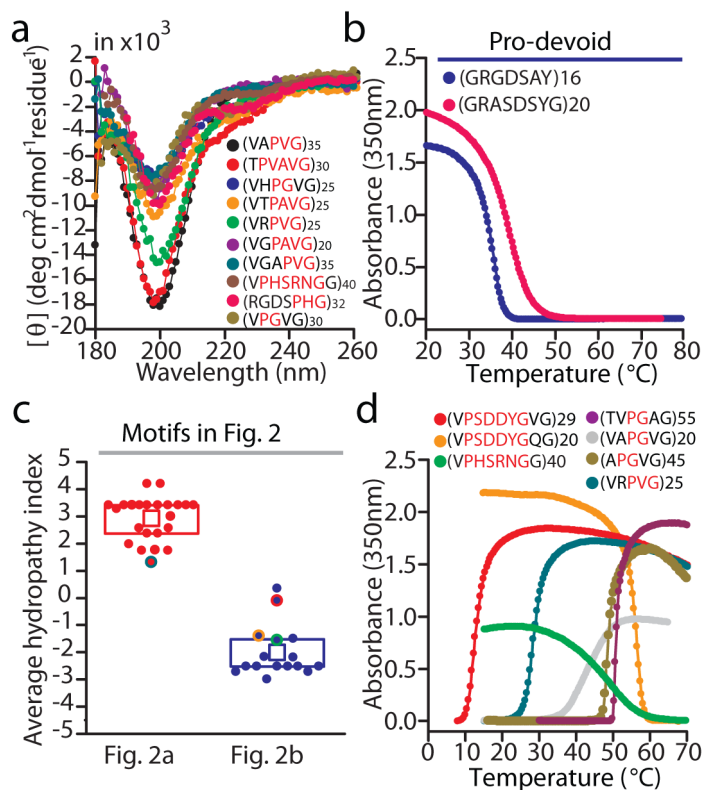 a
in x10³
[θ] (deg cm² dmol⁻¹residue⁻¹)
2
0
-2
-4
-6
-8
-10
-12
-14
-16
-18
-20
(VAPVG)35
(TPVAVG)30
(VHPGVG)25
(VTPAVG)25
(VRPVG)25
(VGPAVG)20
(VGAPVG)35
(VPHSRNGG)40
(RGDSPHG)32
(VPGVG)30
180 200 220 240 260
Wavelength (nm)
b
Pro-devoid
Absorbance (350nm)
2.5
2.0
1.5
1.0
0.5
0.0
(GRGDSAY)16
(GRASDSYG)20
20 30 40 50 60 70 80
Temperature (°C)
c
Motifs in Fig. 2
Average hydropathy index
5
4
3
2
1
0
-1
-2
-3
-4
-5
Fig. 2a Fig. 2b
d
(VPSDDYGVG)29
(VPSDDYGQG)20
(VPHSRNGG)40
(TVPGAG)55
(VAPGVG)20
(APGVG)45
(VRPVG)25
Absorbance (350nm)
2.5
2.0
1.5
1.0
0.5
0.0
0 10 20 30 40 50 60 70
Temperature (°C)